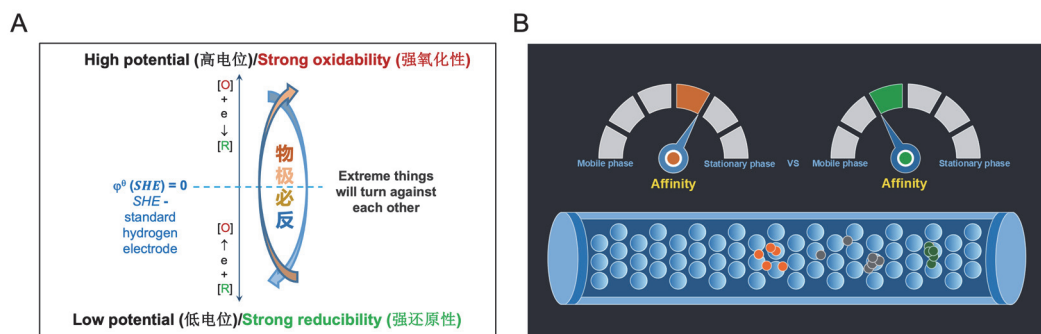 A
High potential (高电位)/Strong oxidability (强氧化性)
[O]
+
e
↓
[R]
物
极
必
反
φᶿ (SHE) = 0
SHE -
standard
hydrogen
electrode
Extreme things
will turn against
each other
[O]
↑
e
+
[R]
Low potential (低电位)/Strong reducibility (强还原性)
B
Mobile phase
Stationary phase
VS
Mobile phase
Stationary phase
Affinity
Affinity